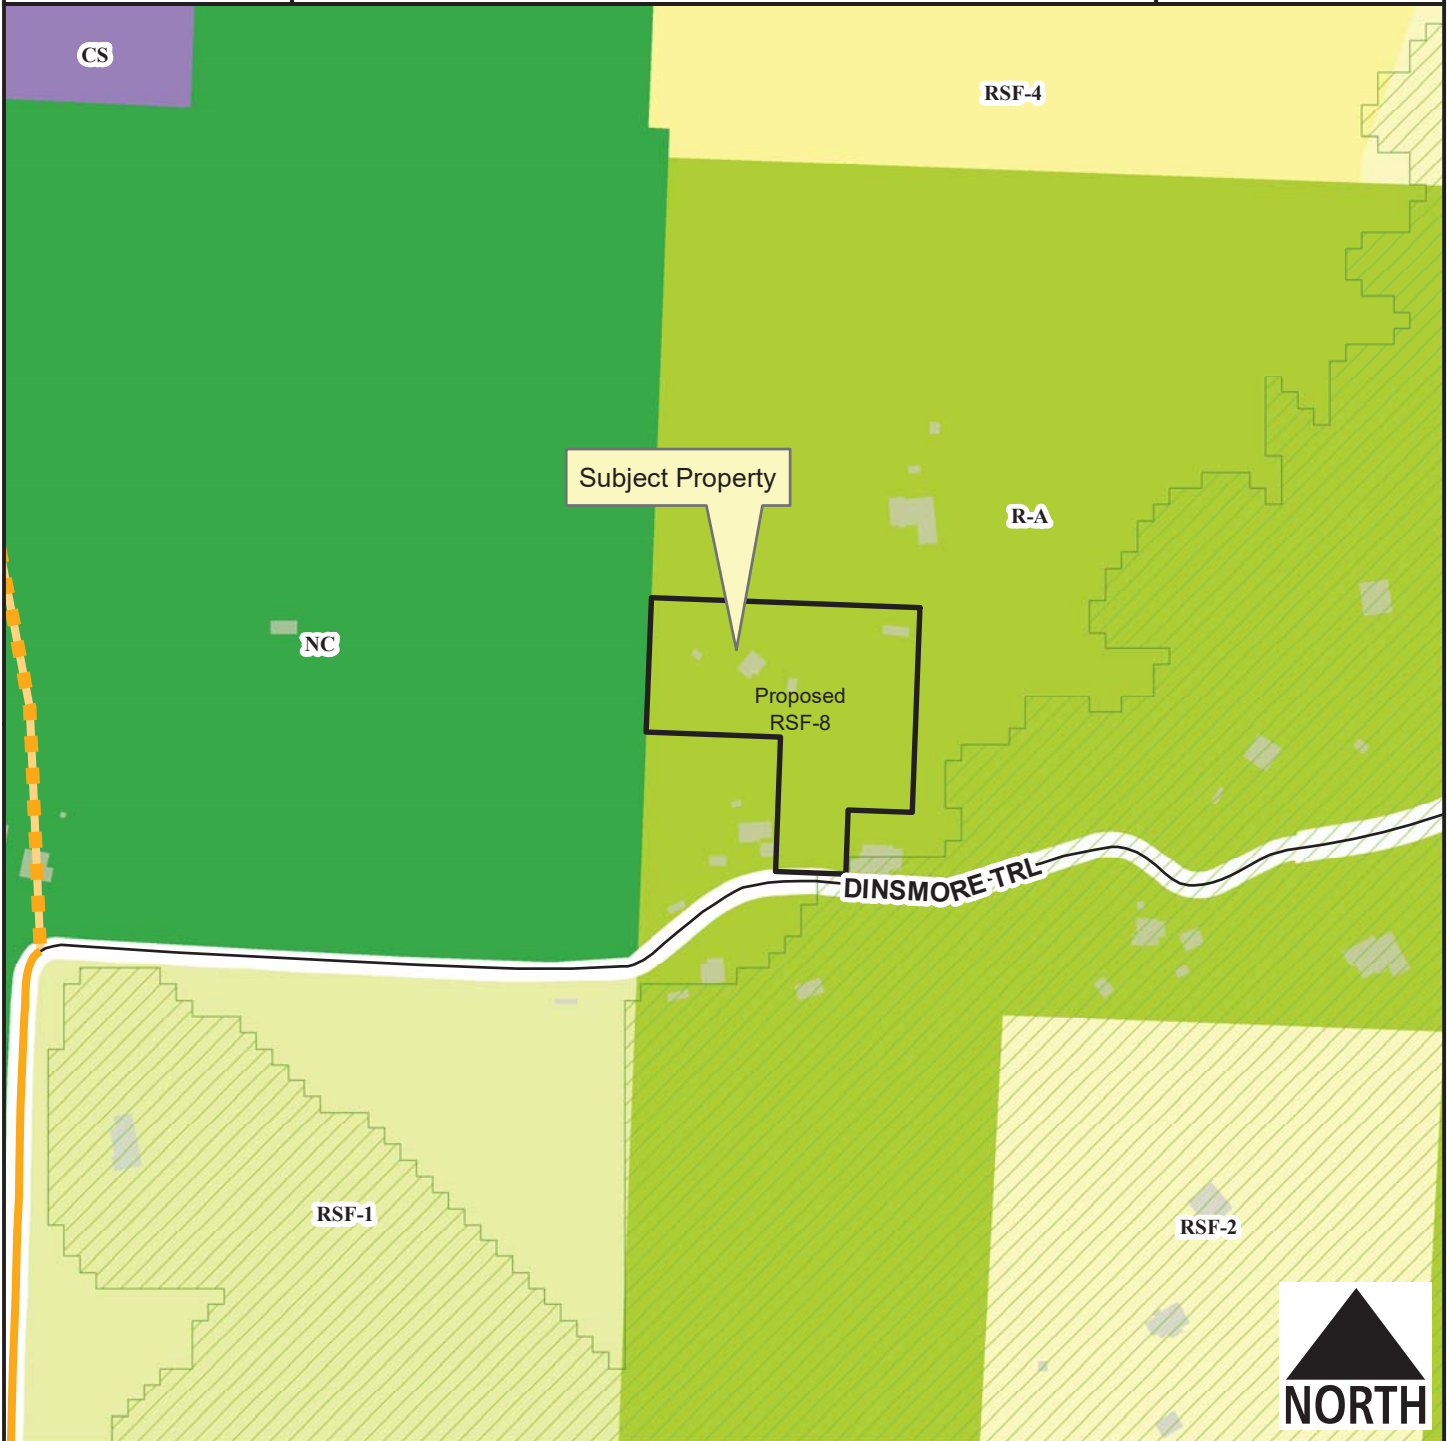 CS
RSF-4
Subject Property
R-A
NC
Proposed
RSF-8
DINSMORE TRL
RSF-1
RSF-2
NORTH